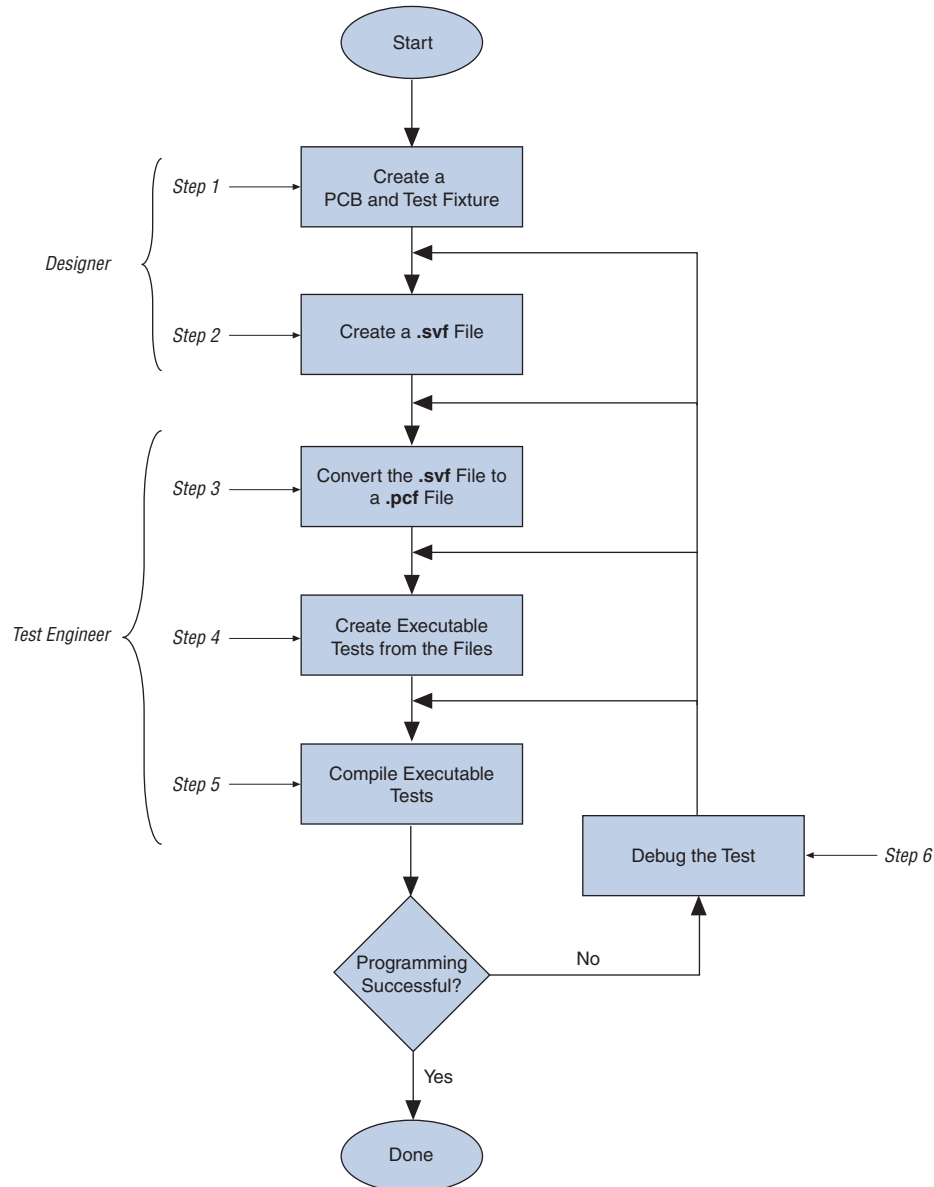 Start
Step 1
Create a
PCB and Test Fixture
Designer
Step 2
Create a .svf File
Step 3
Convert the .svf File to
a .pcf File
Test Engineer
Step 4
Create Executable
Tests from the Files
Step 5
Compile Executable
Tests
Debug the Test
Step 6
Programming
Successful?
No
Yes
Done